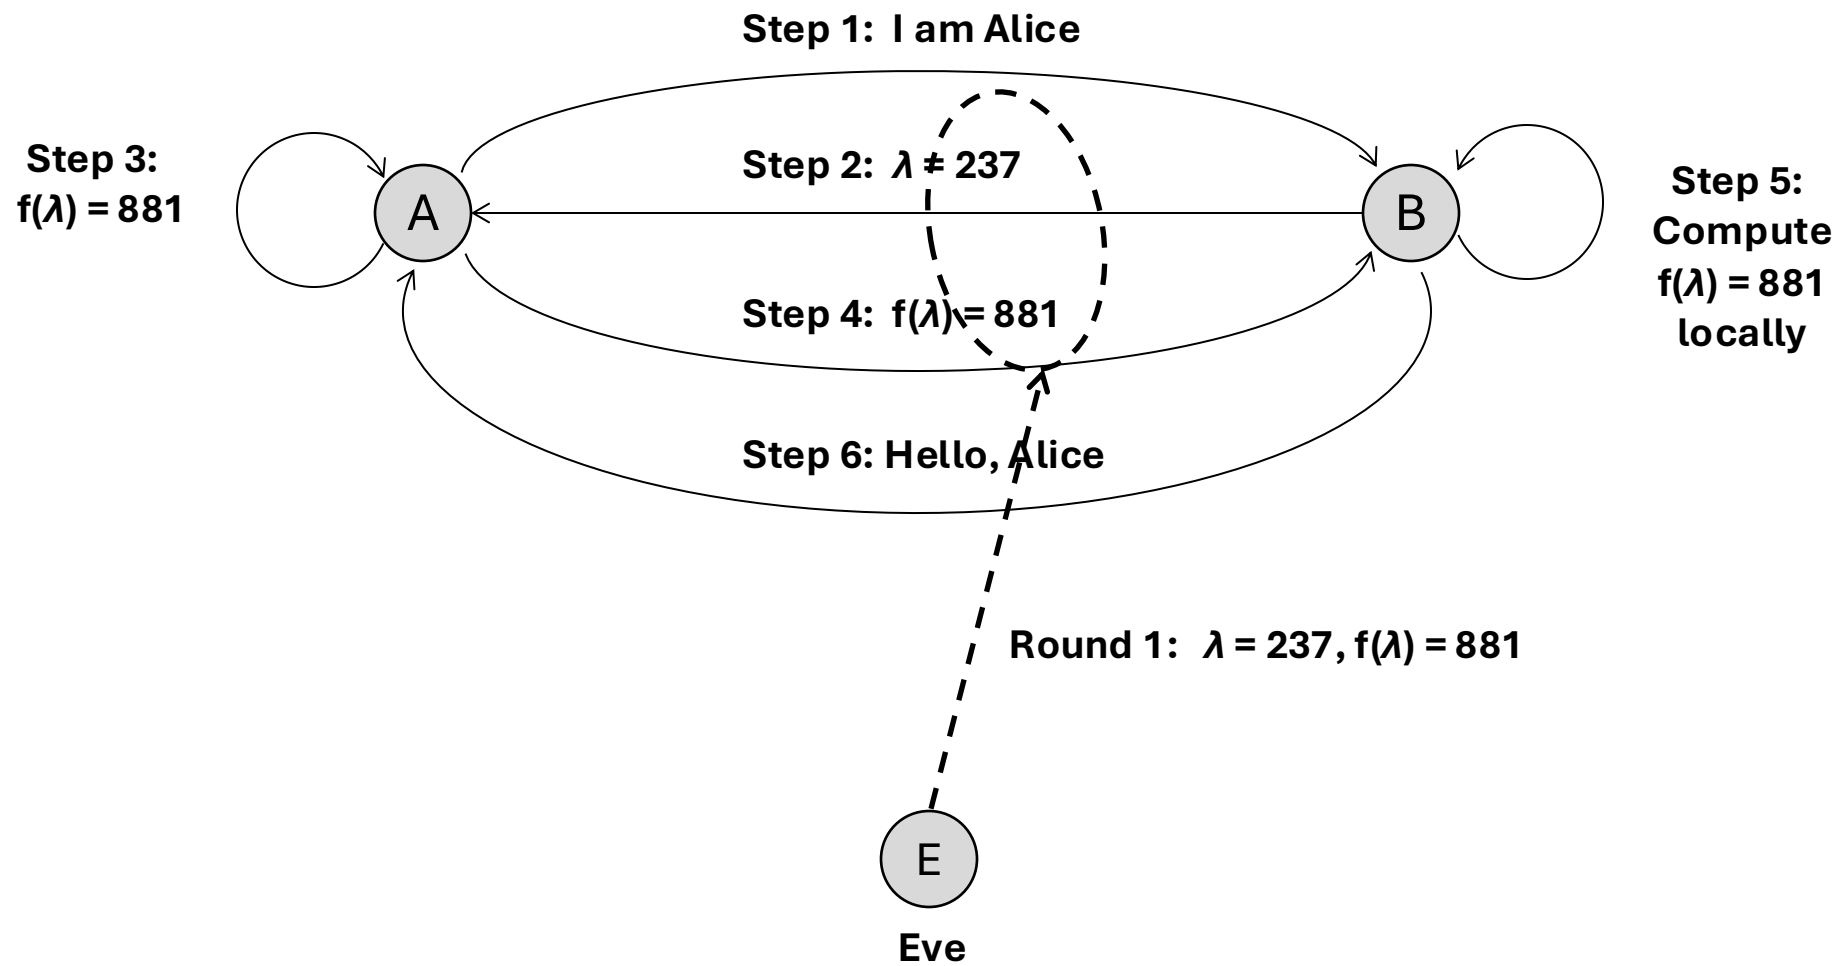 Step 1: I am Alice
Step 3:
f(λ) = 881
A
Step 2: λ = 237
B
Step 5:
Compute
f(λ) = 881
locally
Step 4: f(λ) = 881
Step 6: Hello, Alice
Round 1: λ = 237, f(λ) = 881
E
Eve